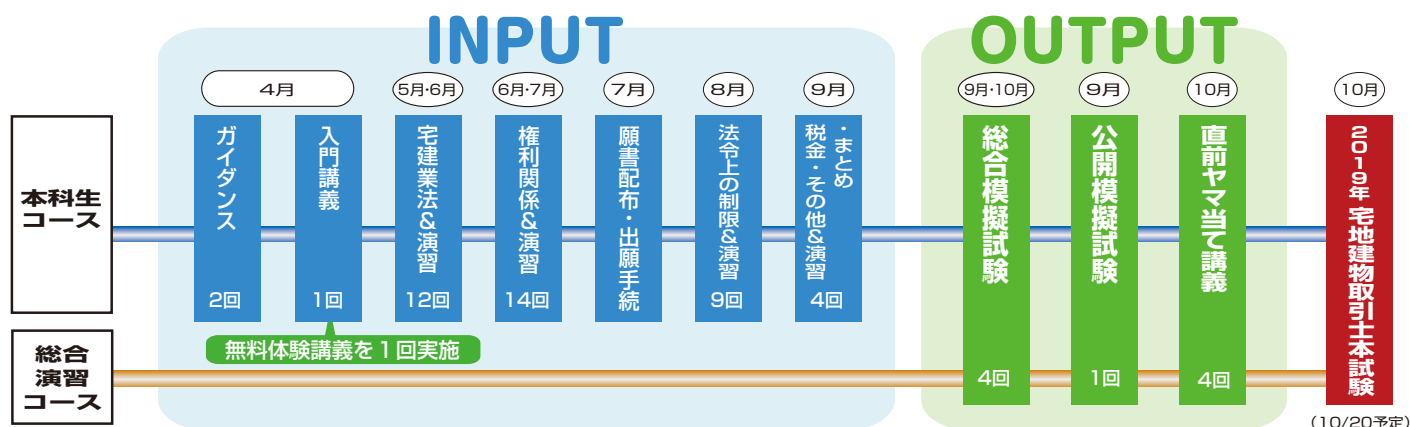 INPUT
OUTPUT
4月
5月・6月
6月・7月
7月
8月
9月
9月・10月
9月
10月
10月
本科生
コース
ガイダンス
2回
入門講義
1回
宅建業法&演習
12回
権利関係&演習
14回
願書配布・出願手続
法令上の制限&演習
9回
税金・その他&演習
・まとめ
4回
総合模擬試験
4回
公開模擬試験
1回
直前ヤマ当て講義
4回
2019年 宅地建物取引士本試験
無料体験講義を1回実施
総合
演習
コース
(10/20予定)